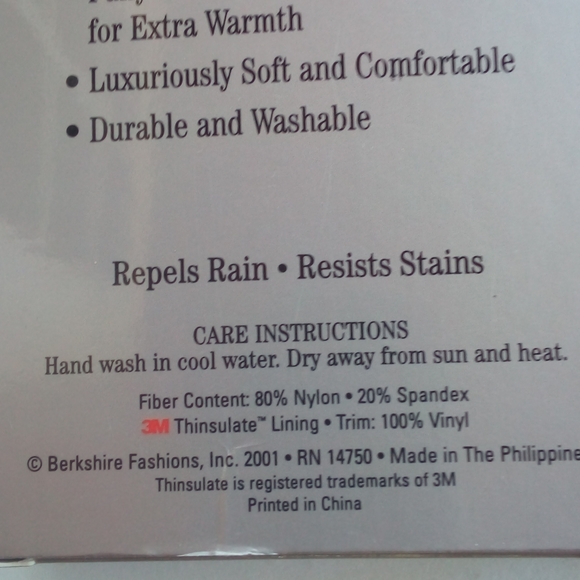 for Extra Warmth
• Luxuriously Soft and Comfortable
• Durable and Washable
Repels Rain • Resists Stains
CARE INSTRUCTIONS
Hand wash in cool water. Dry away from sun and heat.
Fiber Content: 80% Nylon • 20% Spandex
3M Thinsulate™ Lining • Trim: 100% Vinyl
© Berkshire Fashions, Inc. 2001 • RN 14750 • Made in The Philippine
Thinsulate is registered trademarks of 3M
Printed in China